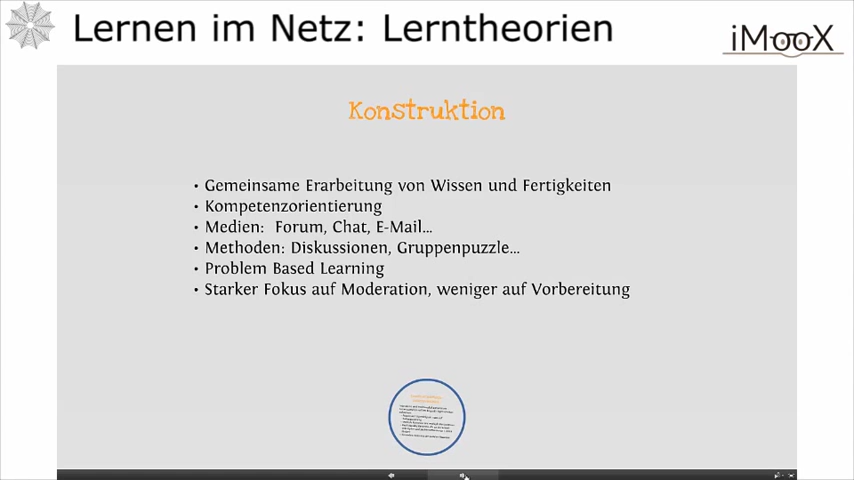 Lernen im Netz: Lerntheorien
iMooX
Konstruktion
• Gemeinsame Erarbeitung von Wissen und Fertigkeiten
• Kompetenzorientierung
• Medien: Forum, Chat, E-Mail...
• Methoden: Diskussionen, Gruppenpuzzle...
• Problem Based Learning
• Starker Fokus auf Moderation, weniger auf Vorbereitung